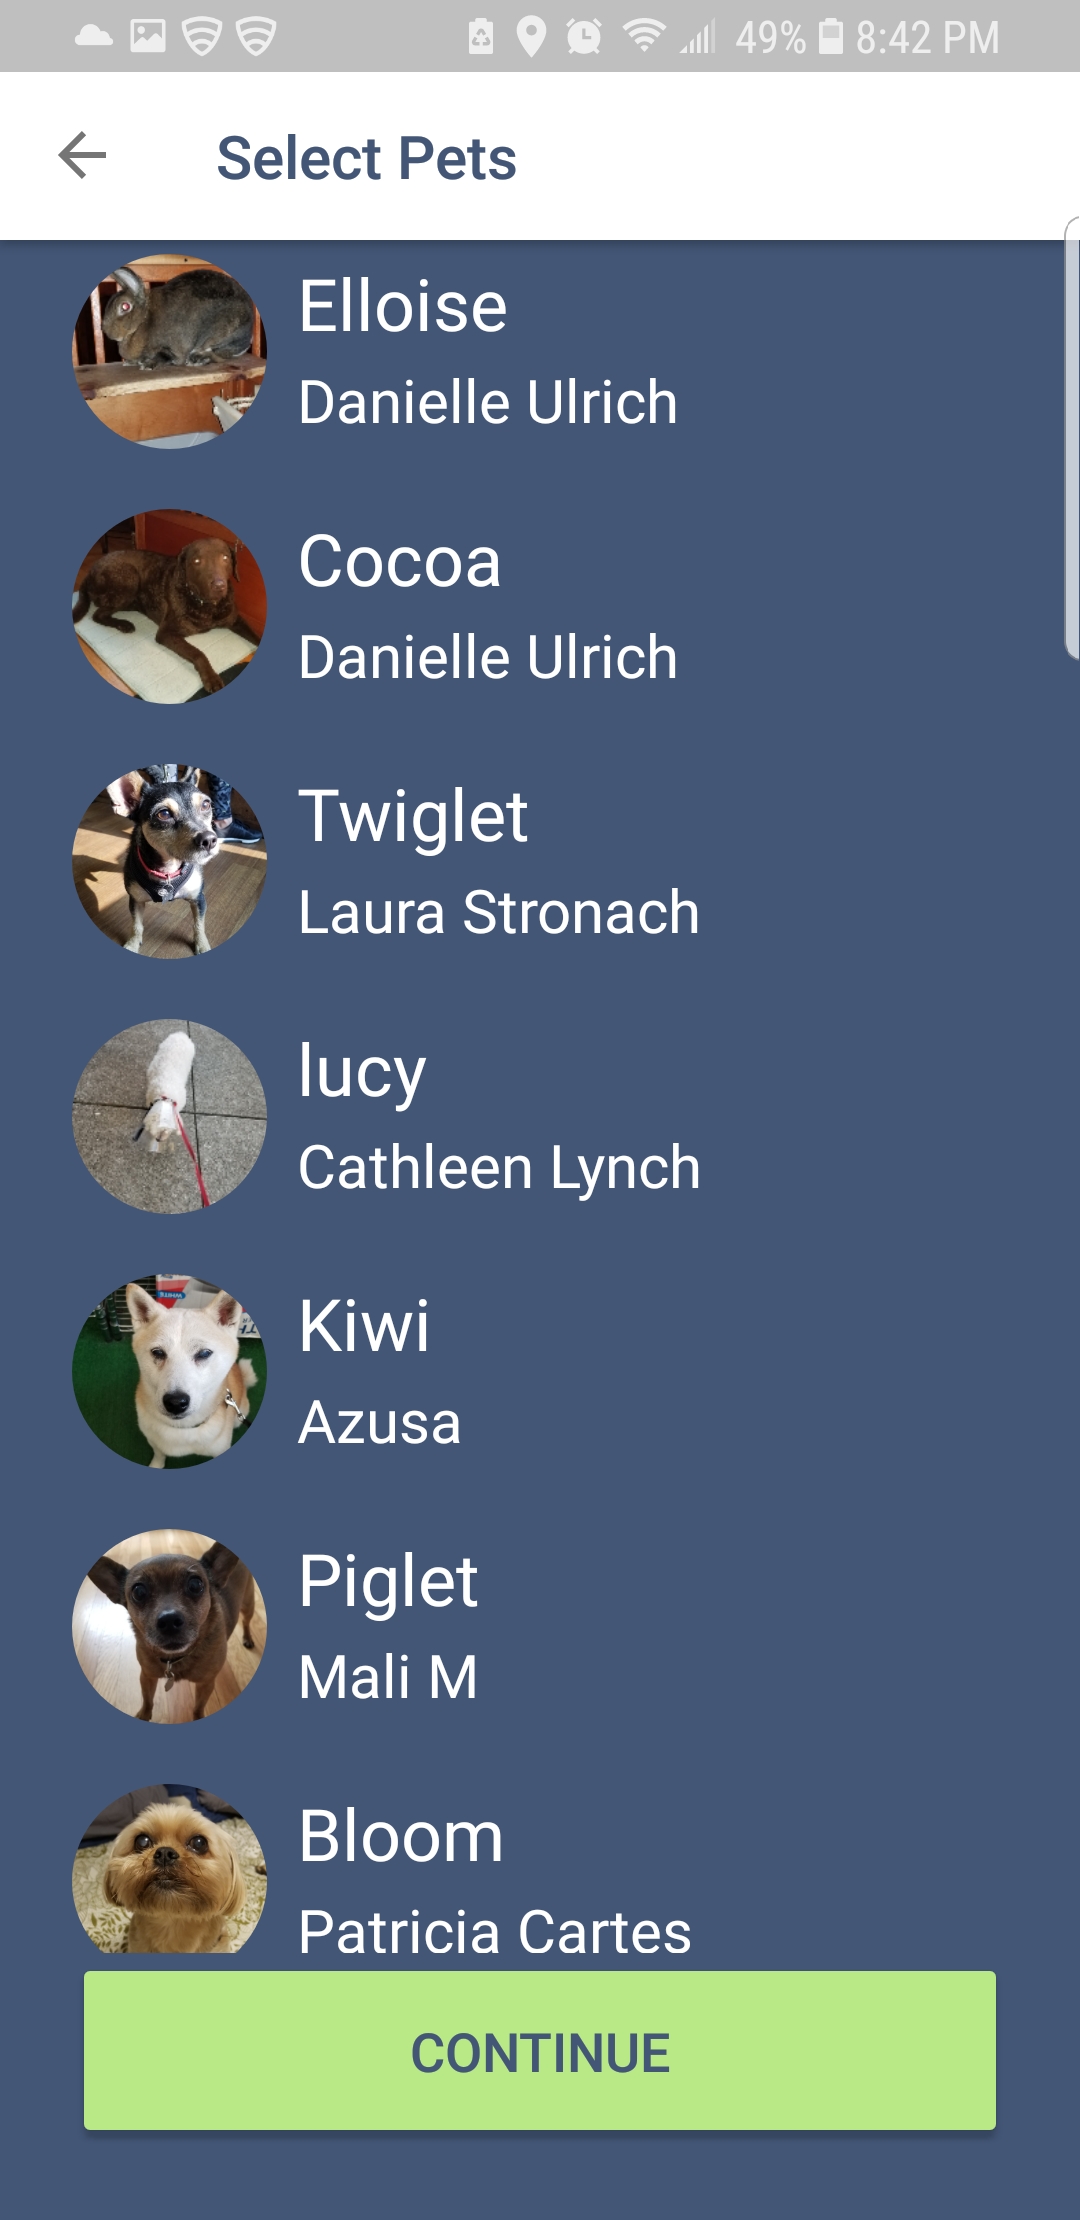 49% 8:42 PM
Select Pets
Elloise
Danielle Ulrich
Cocoa
Danielle Ulrich
Twiglet
Laura Stronach
lucy
Cathleen Lynch
Kiwi
Azusa
Piglet
Mali M
Bloom
Patricia Cartes
CONTINUE